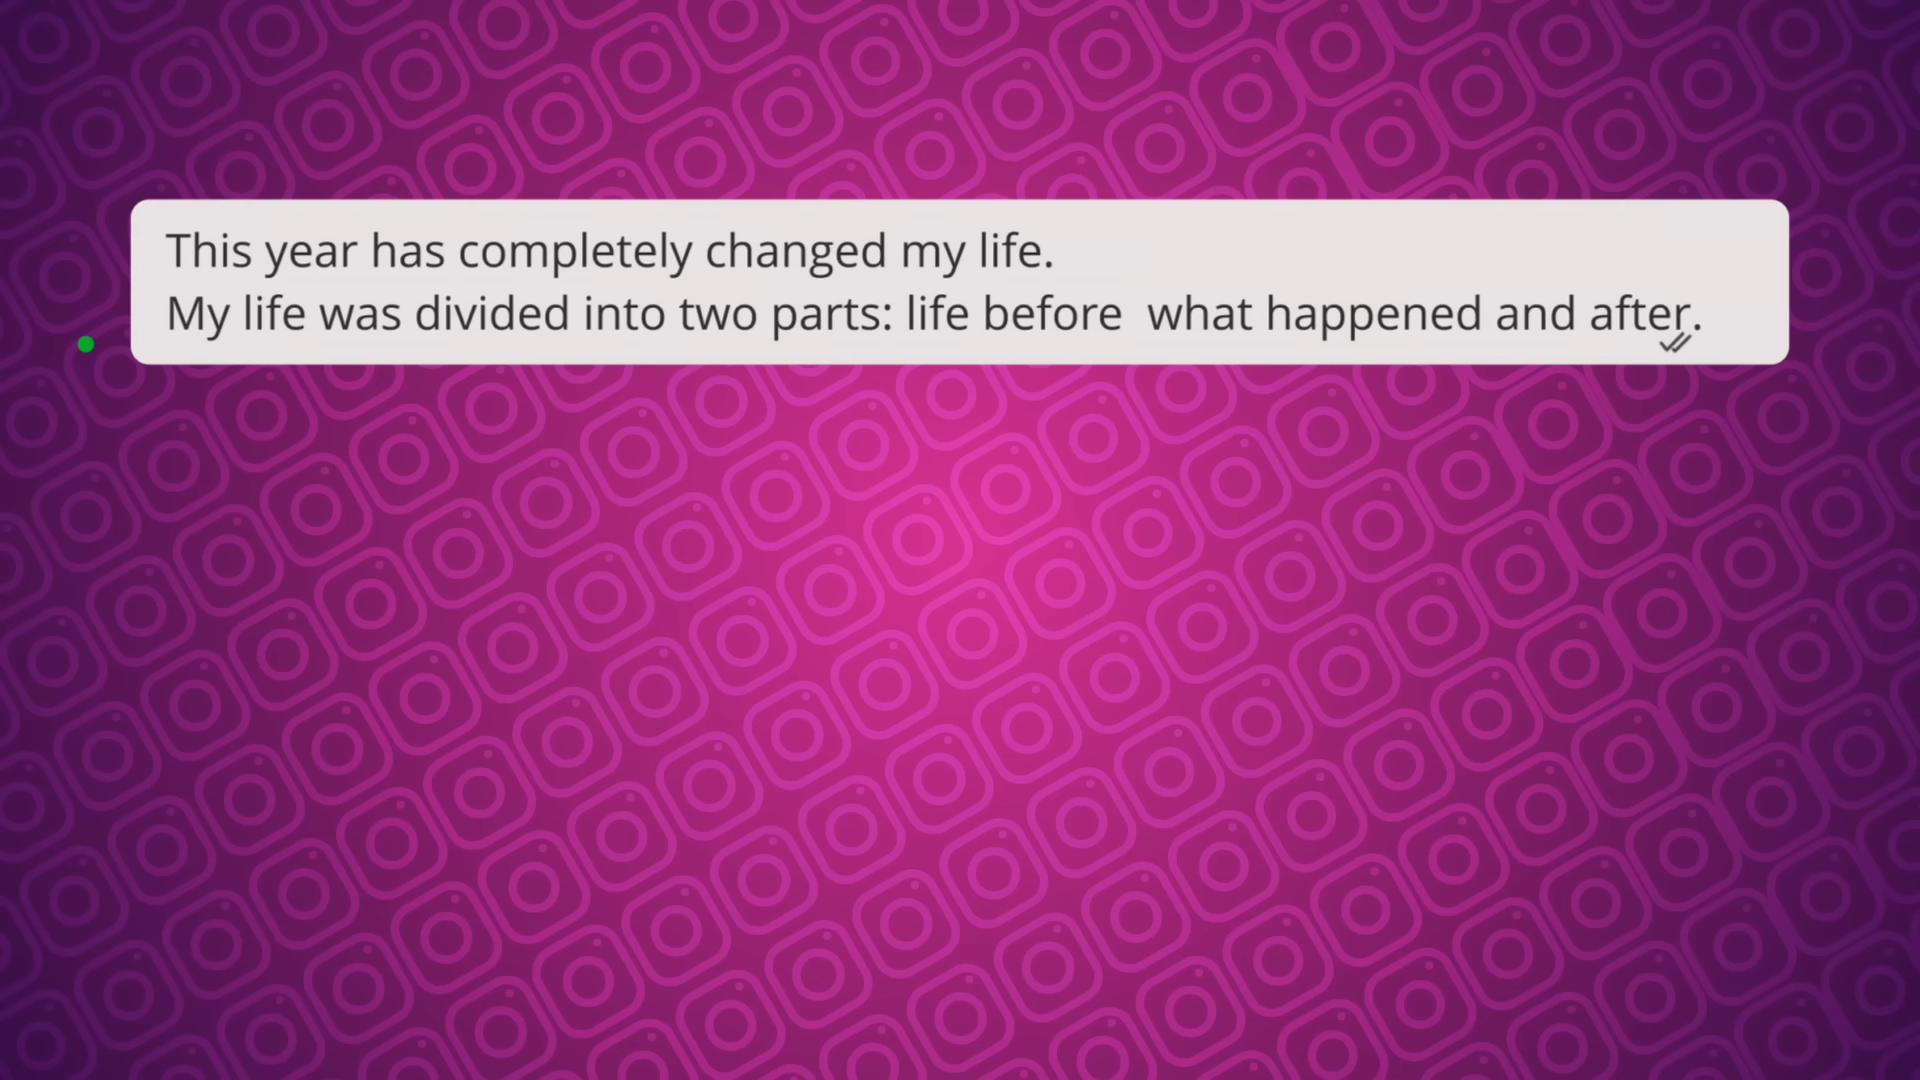 This year has completely changed my life.
My life was divided into two parts: life before  what happened and after.